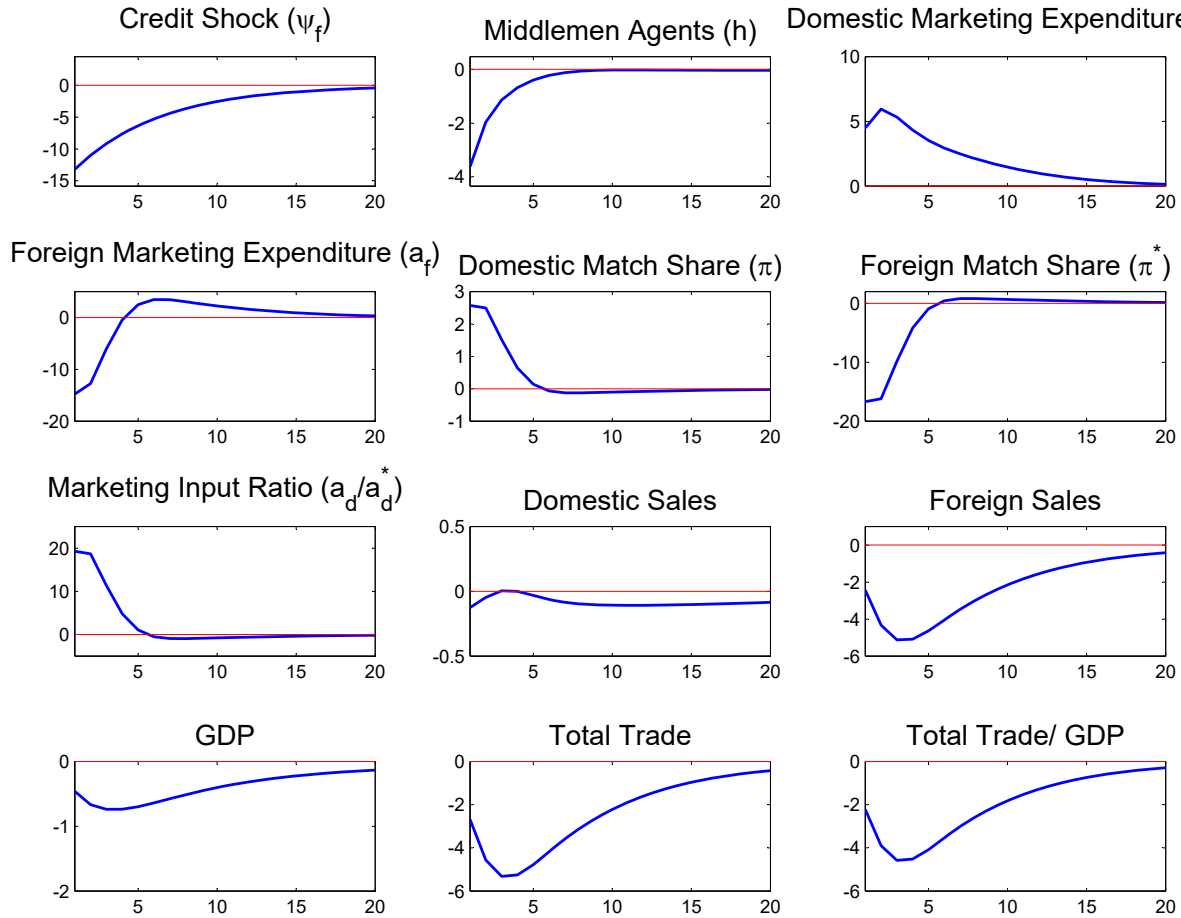 Credit Shock (ψ_f)
0
-5
-10
-15
5 10 15 20
Middlemen Agents (h)
0
-2
-4
5 10 15 20
Domestic Marketing Expenditure
10
5
0
5 10 15 20
Foreign Marketing Expenditure (a_f)
0
-10
-20
5 10 15 20
Domestic Match Share (π)
3
2
1
0
-1
5 10 15 20
Foreign Match Share (π^*)
0
-10
-20
5 10 15 20
Marketing Input Ratio (a_d/a_d^*)
20
10
0
5 10 15 20
Domestic Sales
0.5
0
-0.5
5 10 15 20
Foreign Sales
0
-2
-4
-6
5 10 15 20
GDP
0
-1
-2
5 10 15 20
Total Trade
0
-2
-4
-6
5 10 15 20
Total Trade/ GDP
0
-2
-4
-6
5 10 15 20